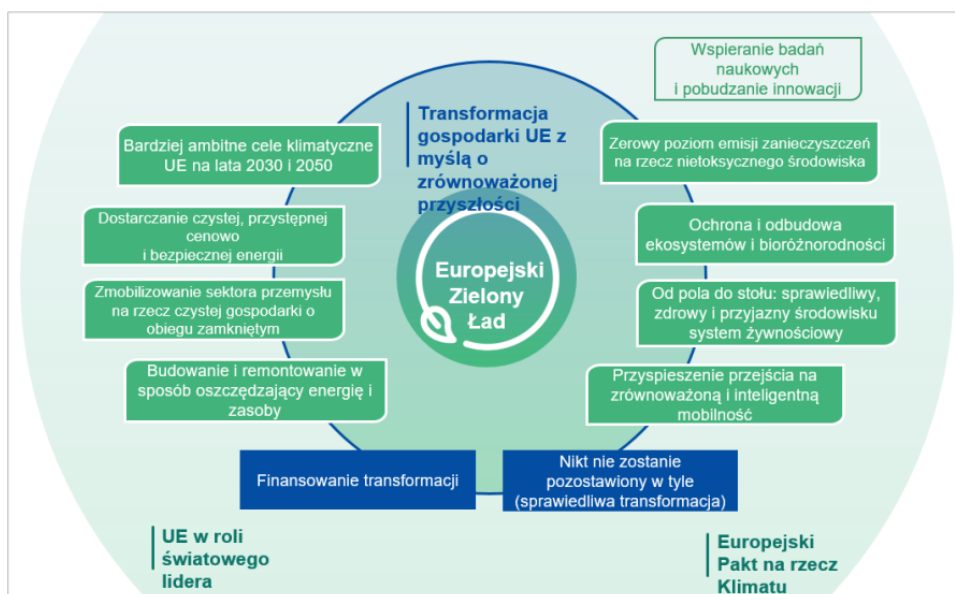 Wspieranie badań
naukowych
i pobudzanie innowacji
Transformacja
gospodarki UE z
myślą o
zrównoważonej
przyszłości
Bardziej ambitne cele klimatyczne
UE na lata 2030 i 2050
Zerowy poziom emisji zanieczyszczeń
na rzecz nietoksycznego środowiska
Dostarczanie czystej, przystępnej
cenowo
i bezpiecznej energii
Ochrona i odbudowa
ekosystemów i bioróżnorodności
Europejski
Zielony
Ład
Zmobilizowanie sektora przemysłu
na rzecz czystej gospodarki o
obiegu zamkniętym
Od pola do stołu: sprawiedliwy,
zdrowy i przyjazny środowisku
system żywnościowy
Budowanie i remontowanie w
sposób oszczędzający energię i
zasoby
Przyspieszenie przejścia na
zrównoważoną i inteligentną
mobilność
Finansowanie transformacji
Nikt nie zostanie
pozostawiony w tyle
(sprawiedliwa transformacja)
UE w roli
światowego
lidera
Europejski
Pakt na rzecz
Klimatu